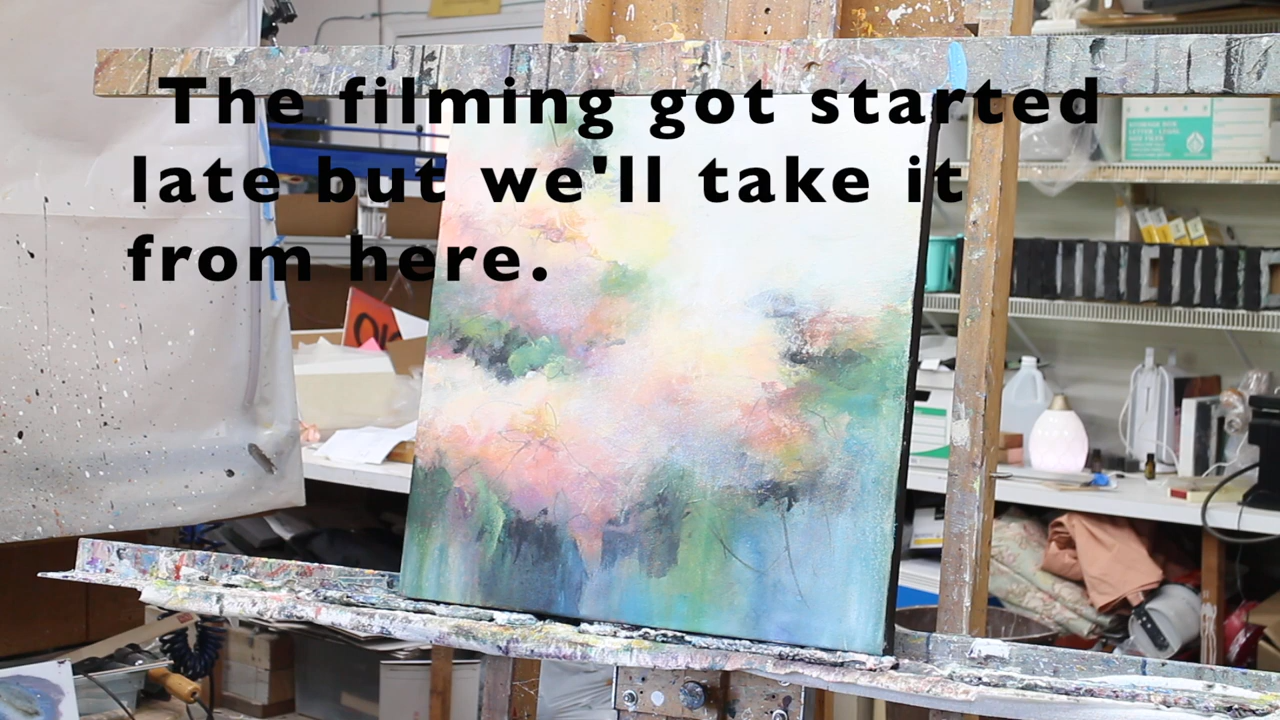 The filming got started
late but we'll take it
from here.